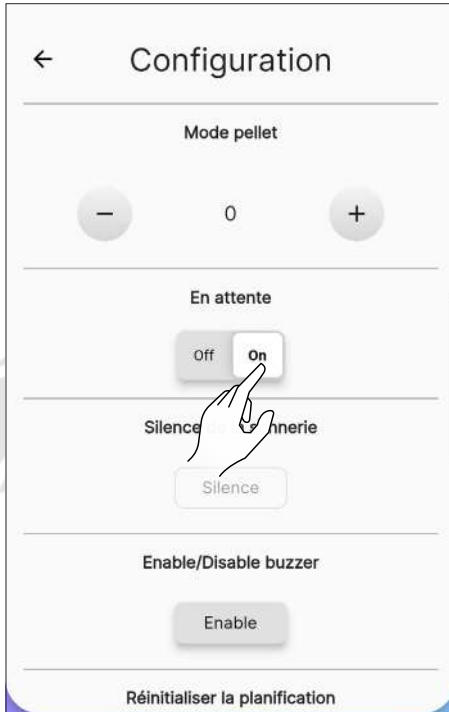 Configuration
Mode pellet
− 0 +
En attente
Off On
Silence nnerie
Silence
Enable/Disable buzzer
Enable
Réinitialiser la planification